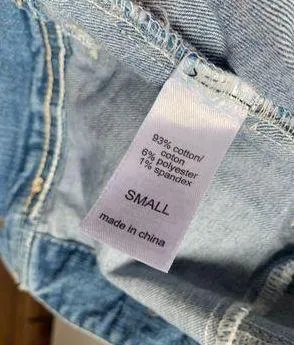 93% cotton/
coton
6% polyester
1% spandex
SMALL
made in china